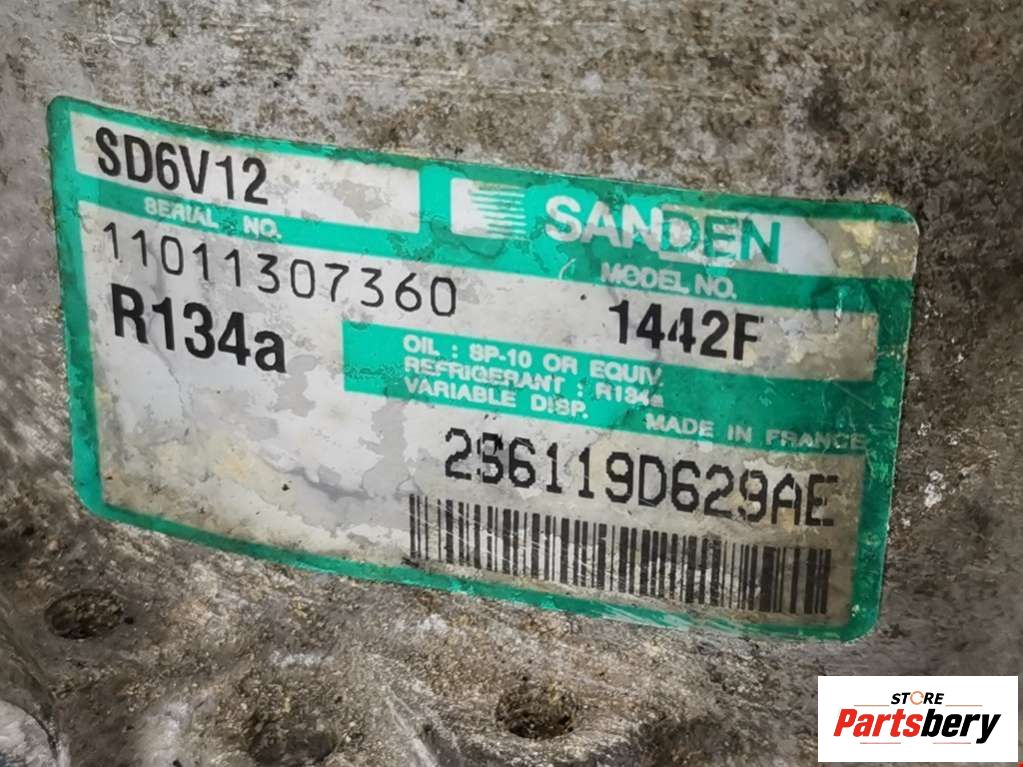 SD6V12
SANDEN
SERIAL NO.
MODEL NO.
11011307360
1442F
R134a
OIL : SP-10 OR EQUIV.
REFRIGERANT : R134a
VARIABLE DISP.
MADE IN FRANCE
2S6119D629AE
STORE
Partsbery